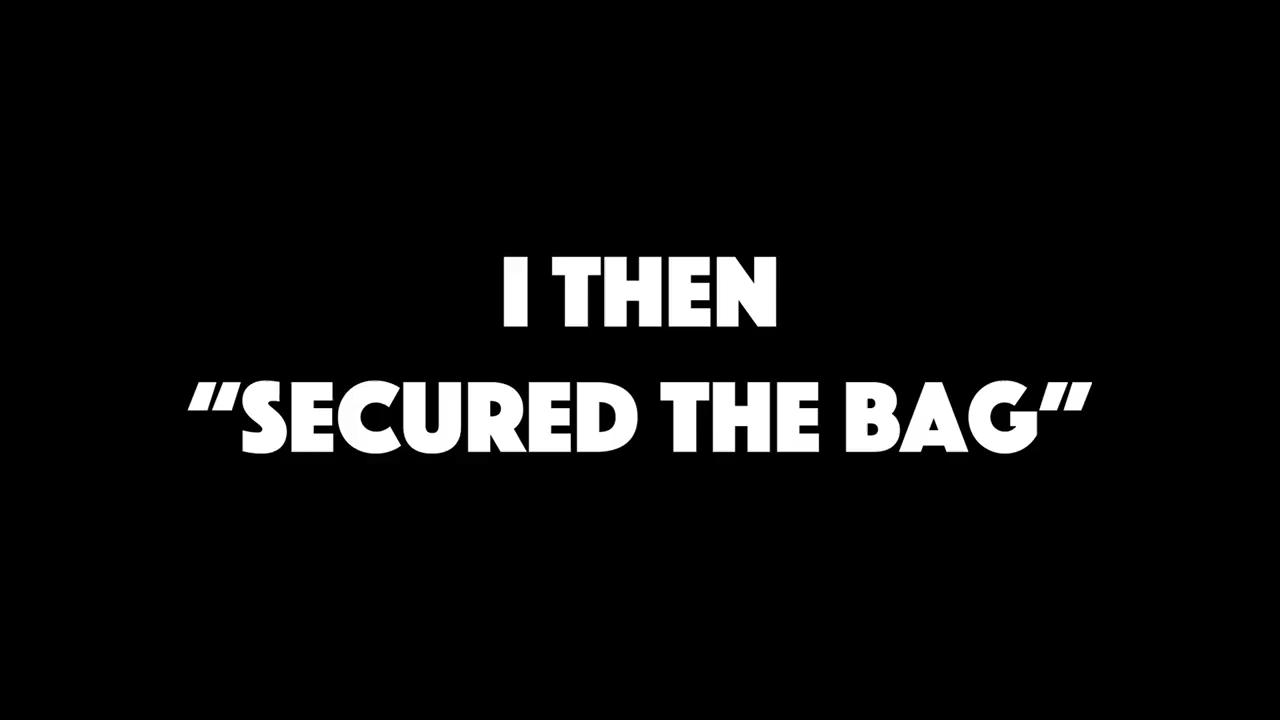 I THEN
“SECURED THE BAG”